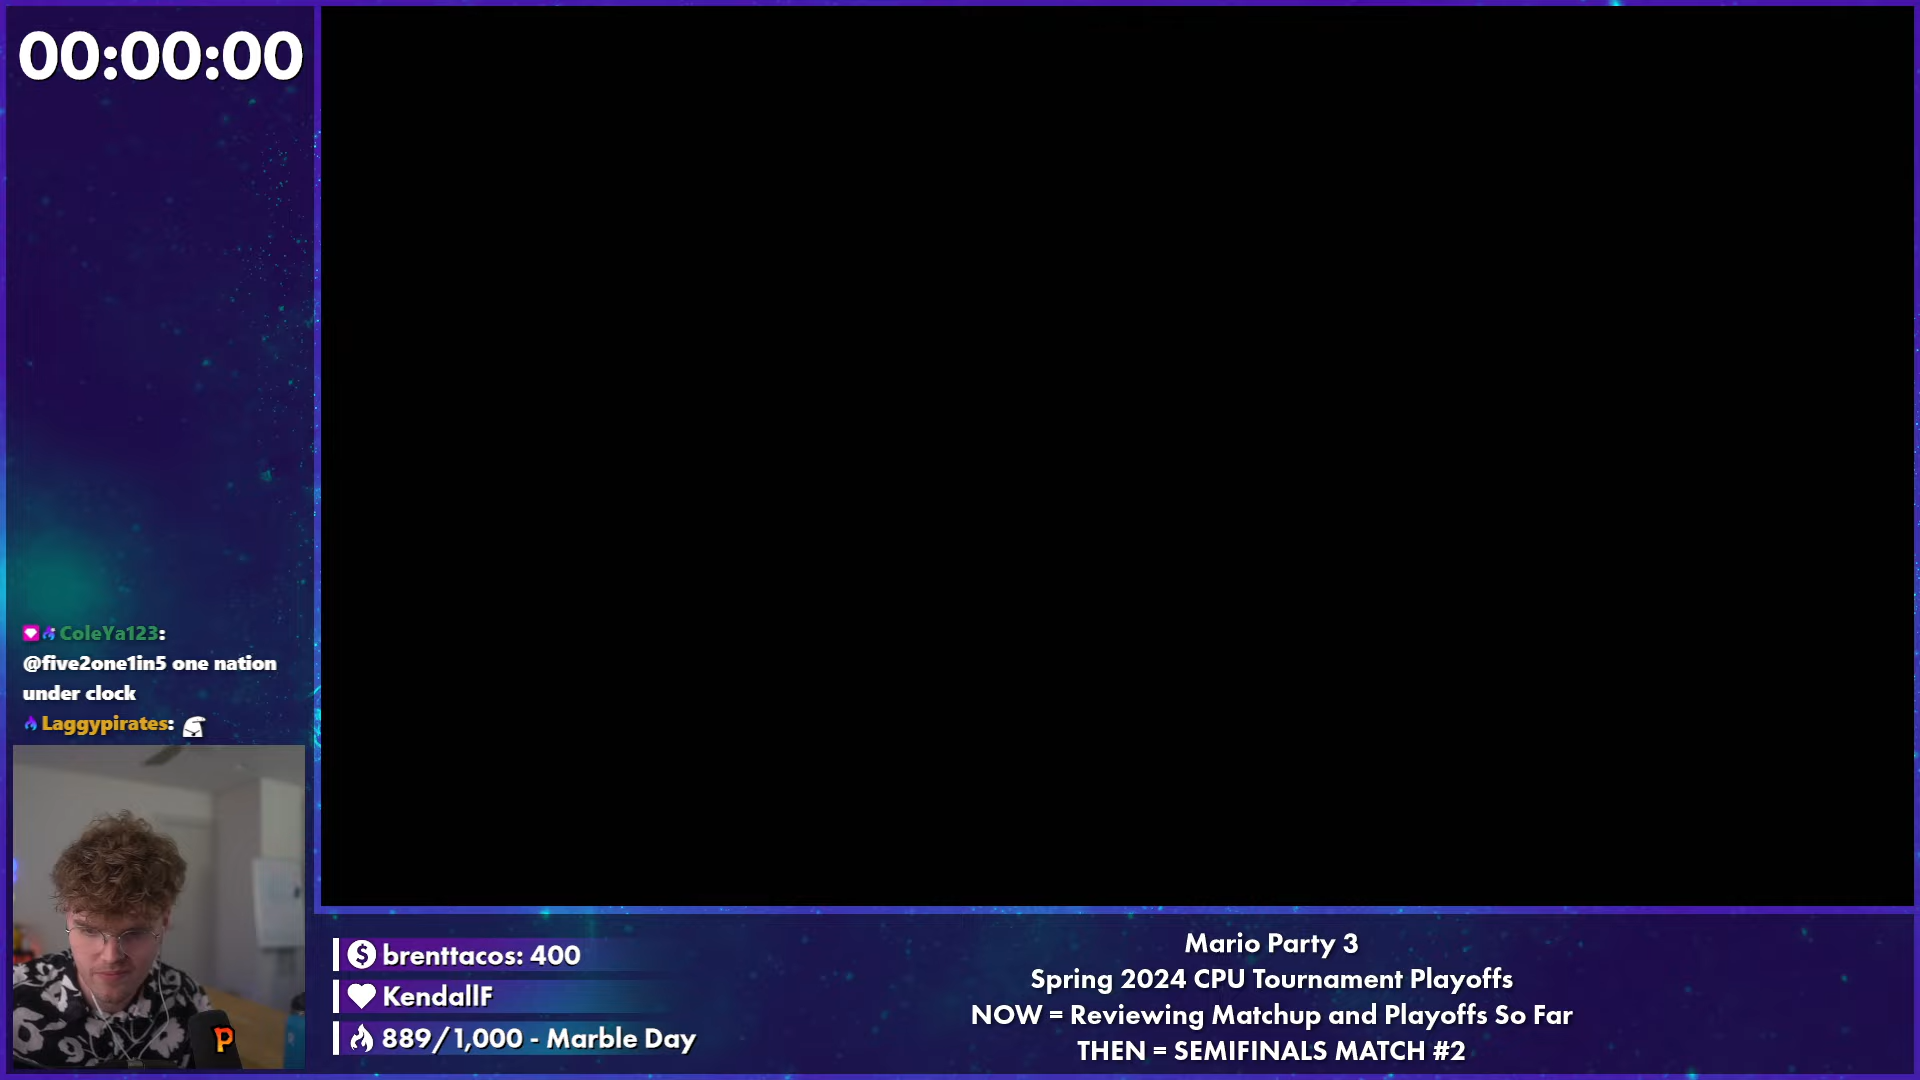 00:00:00
ColeYa123:
@five2one1in5 one nation
under clock
Laggypirates:
P
brenttacos: 400
KendallF
889/1,000 - Marble Day
Mario Party 3
Spring 2024 CPU Tournament Playoffs
NOW = Reviewing Matchup and Playoffs So Far
THEN = SEMIFINALS MATCH #2